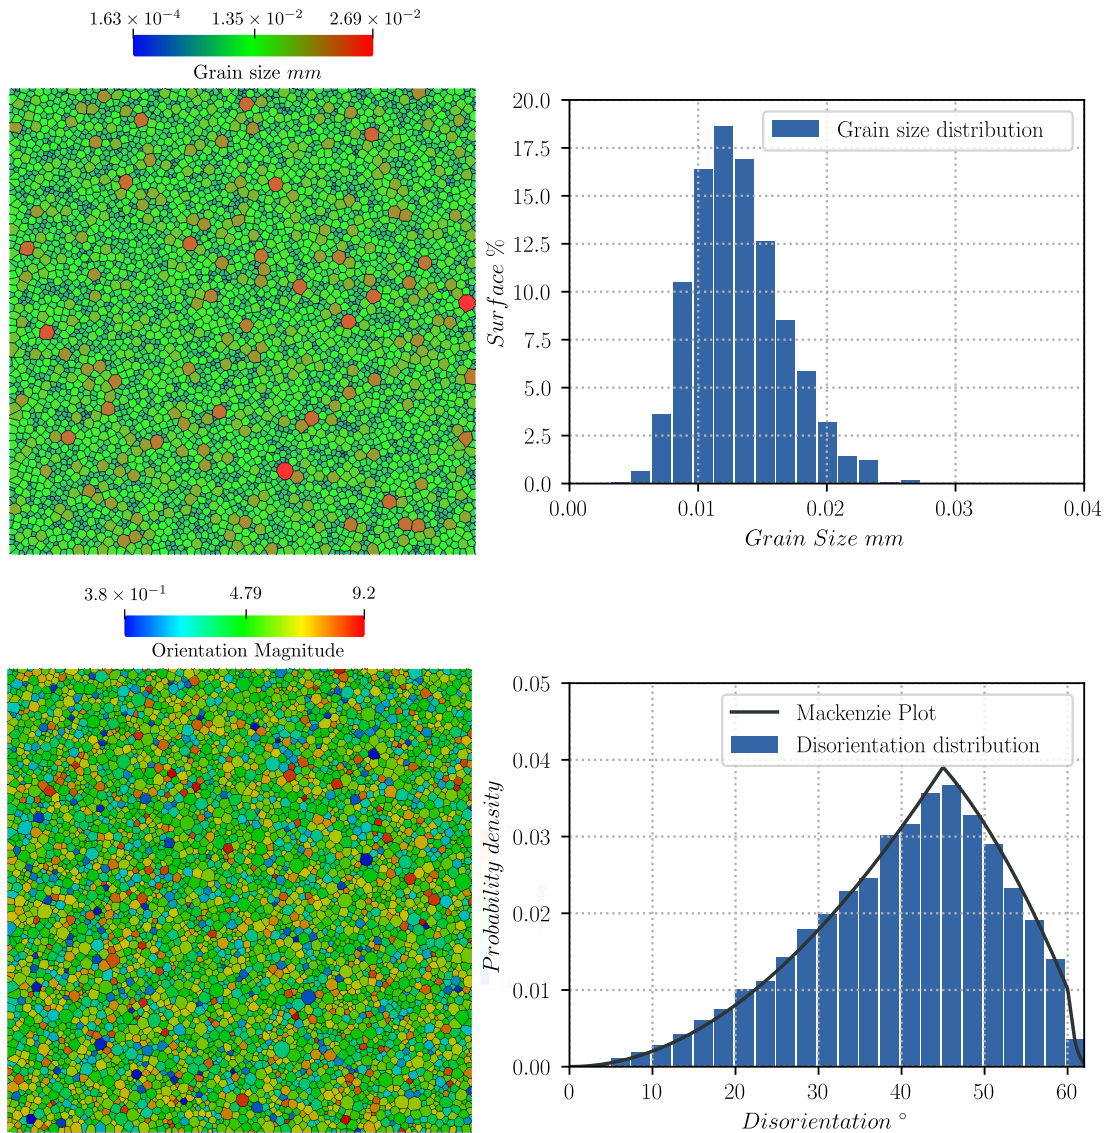 1.63 × 10⁻⁴ 1.35 × 10⁻² 2.69 × 10⁻²
Grain size mm
20.0
17.5
15.0
12.5
10.0
7.5
5.0
2.5
0.0
Surface %
Grain size distribution
0.00 0.01 0.02 0.03 0.04
Grain Size mm
3.8 × 10⁻¹ 4.79 9.2
Orientation Magnitude
0.05
0.04
0.03
0.02
0.01
0.00
Probability density
Mackenzie Plot
Disorientation distribution
0 10 20 30 40 50 60
Disorientation °